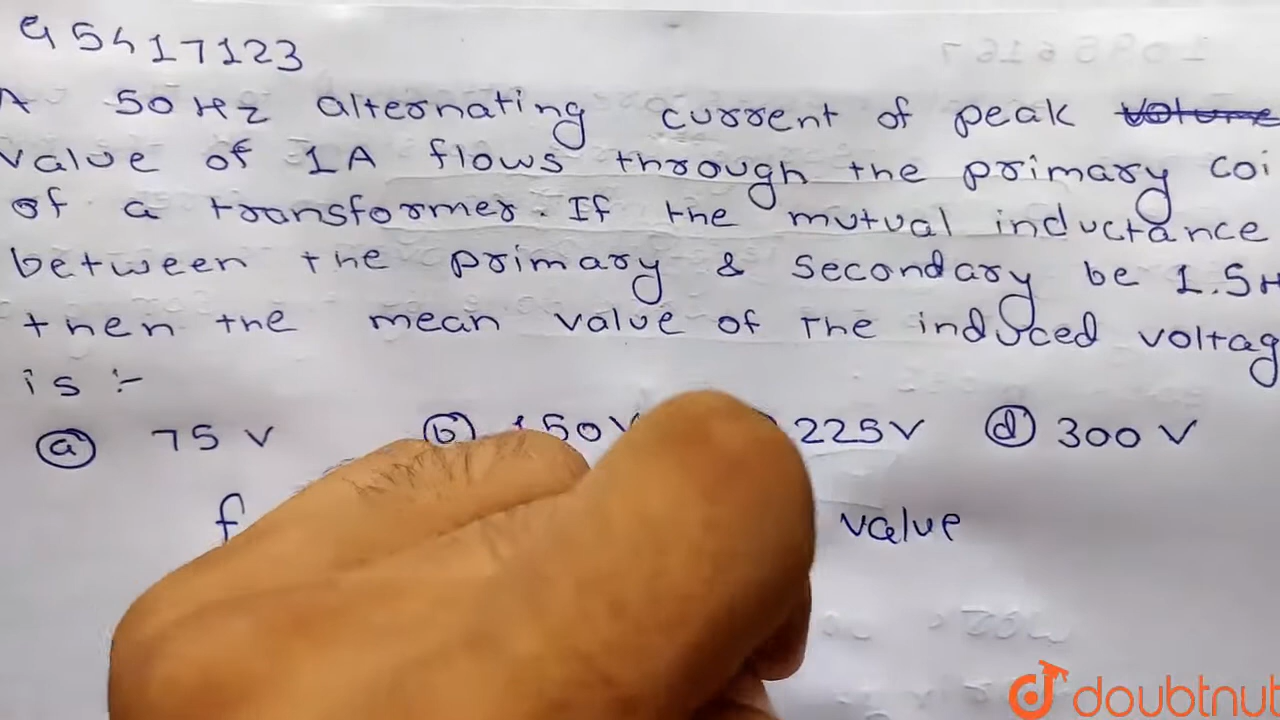 95417123
A 50Hz alternating current of peak volume
value of 1A flows through the primary coi
of a transformer. If the mutual inductance
between the primary & secondary be 1.5H
then the mean value of the induced voltag
is :-
(a) 75 V (b) 150V 225V (d) 300 V
f value
doubtnut